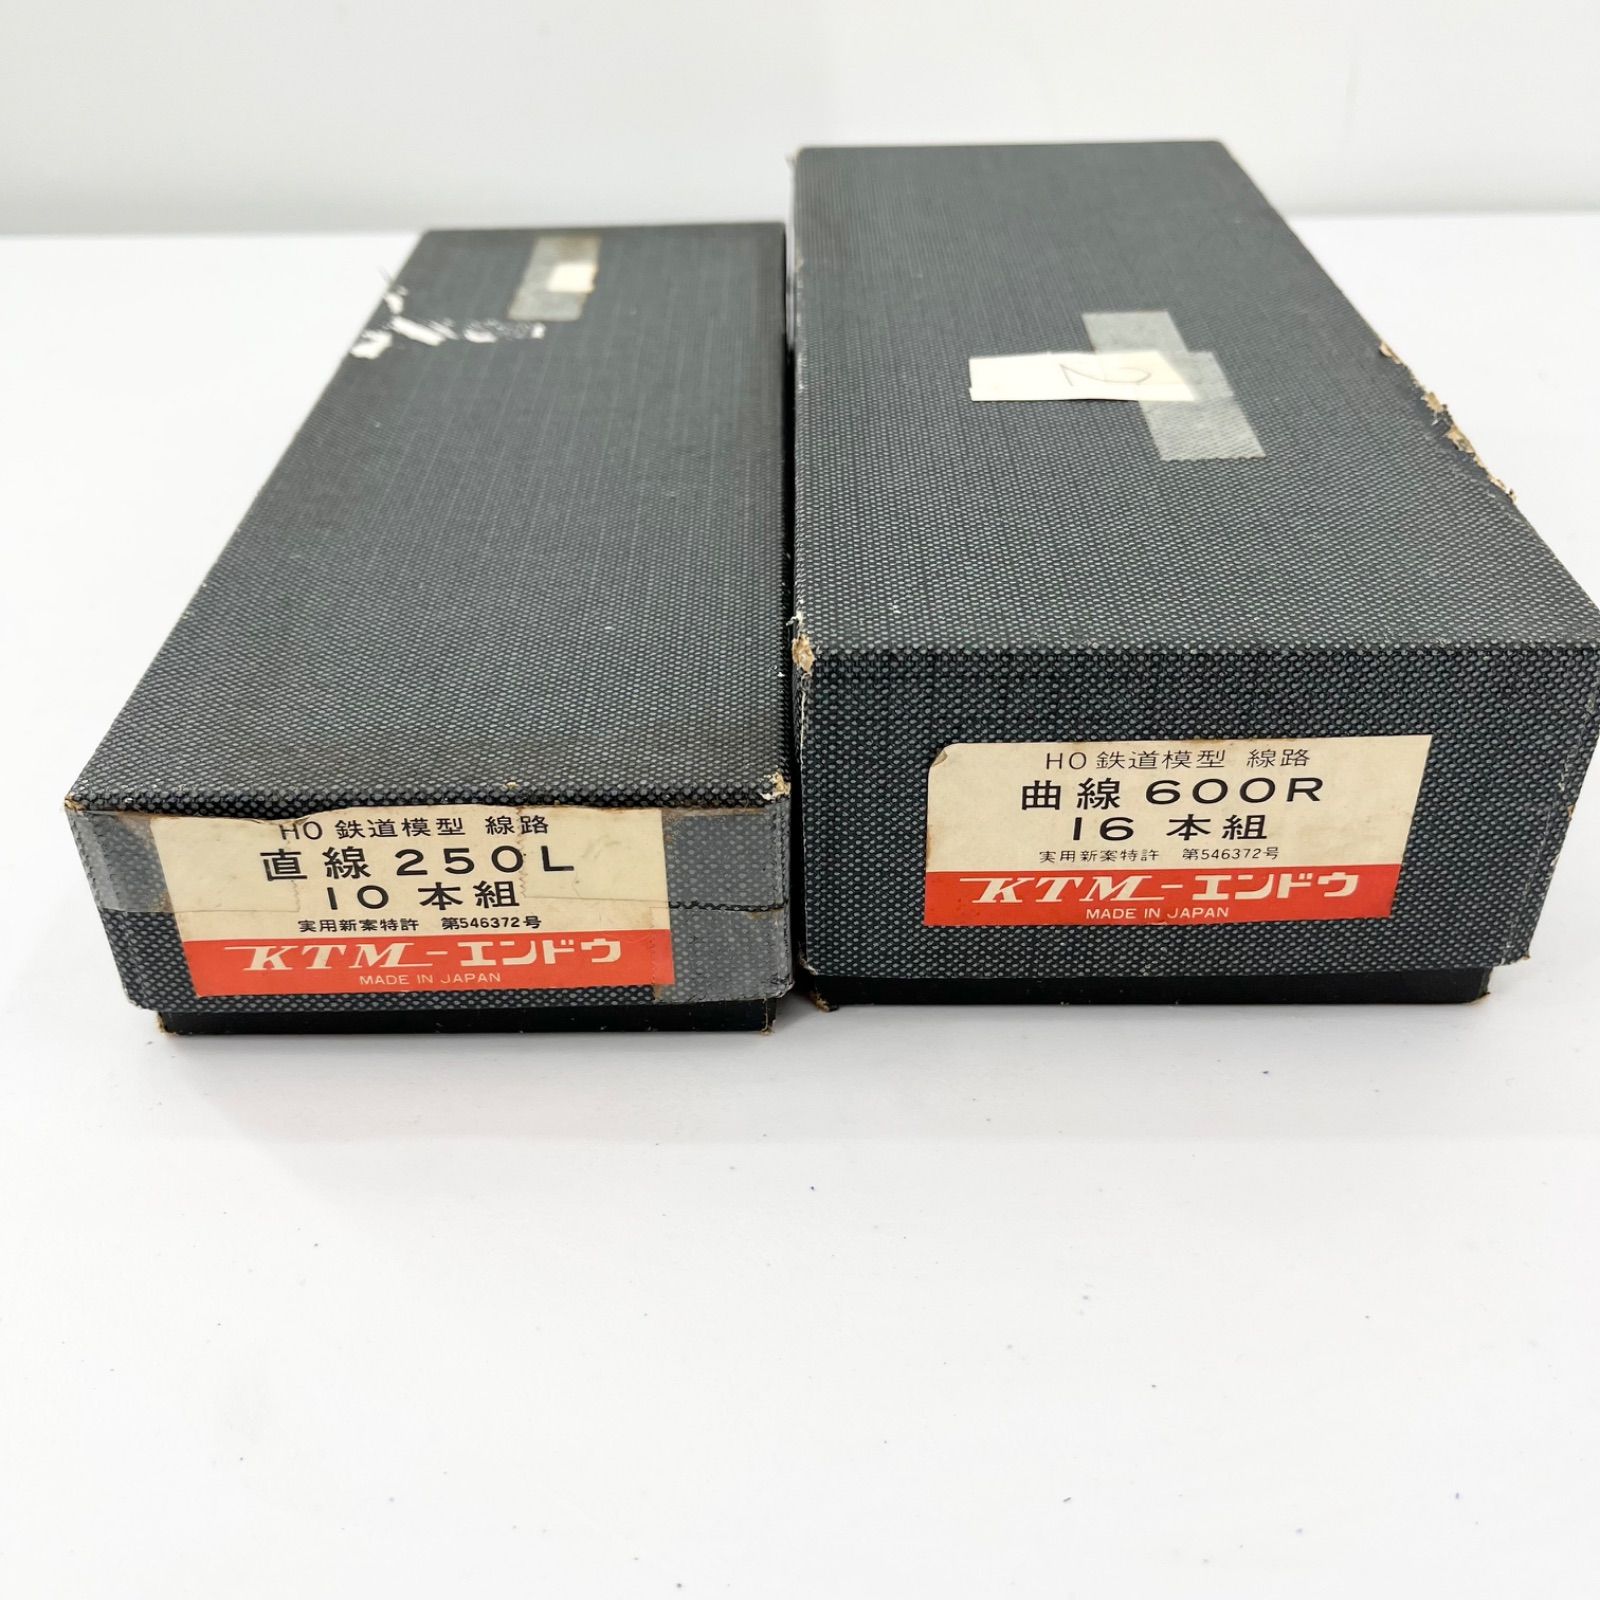 HO 鉄道模型 線路
直線 250L
10 本組
実用新案特許 第546372号
KTM-エンドウ
MADE IN JAPAN
2
HO 鉄道模型 線路
曲線 600R
16 本組
実用新案特許 第546372号
KTM-エンドウ
MADE IN JAPAN